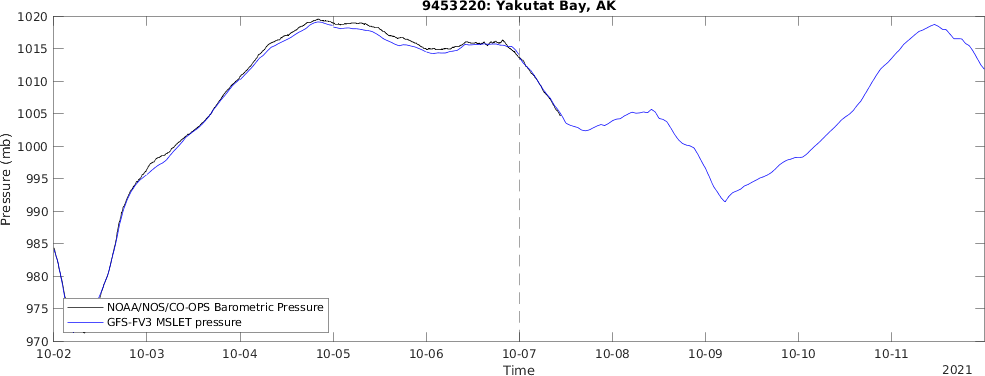 9453220: Yakutat Bay, AK
Pressure (mb)
1020
1015
1010
1005
1000
995
990
985
980
975
970
NOAA/NOS/CO-OPS Barometric Pressure
GFS-FV3 MSLET pressure
10-02 10-03 10-04 10-05 10-06 10-07 10-08 10-09 10-10 10-11
Time
2021